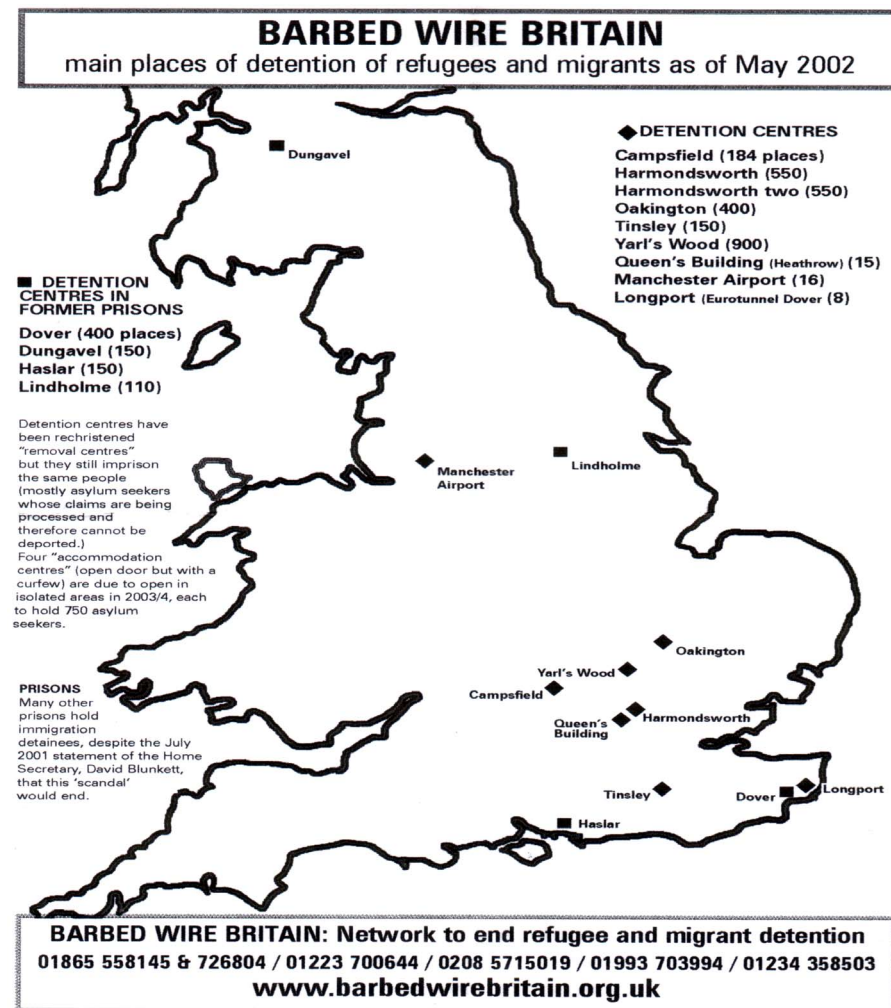 BARBED WIRE BRITAIN
main places of detention of refugees and migrants as of May 2002
◆ DETENTION CENTRES
Campsfield (184 places)
Harmondsworth (550)
Harmondsworth two (550)
Oakington (400)
Tinsley (150)
Yarl's Wood (900)
Queen's Building (Heathrow) (15)
Manchester Airport (16)
Longport (Eurotunnel Dover (8)
■ DETENTION
CENTRES IN
FORMER PRISONS
Dover (400 places)
Dungavel (150)
Haslar (150)
Lindholme (110)
Detention centres have
been rechristened
"removal centres"
but they still imprison
the same people
(mostly asylum seekers
whose claims are being
processed and
therefore cannot be
deported.)
Four "accommodation
centres" (open door but with a
curfew) are due to open in
isolated areas in 2003/4, each
to hold 750 asylum
seekers.
PRISONS
Many other
prisons hold
immigration
detainees, despite the July
2001 statement of the Home
Secretary, David Blunkett,
that this 'scandal'
would end.
Dungavel
Manchester
Airport
Lindholme
Oakington
Yarl's Wood
Campsfield
Harmondsworth
Queen's
Building
Tinsley
Dover
Longport
Haslar
BARBED WIRE BRITAIN: Network to end refugee and migrant detention
01865 558145 & 726804 / 01223 700644 / 0208 5715019 / 01993 703994 / 01234 358503
www.barbedwirebritain.org.uk